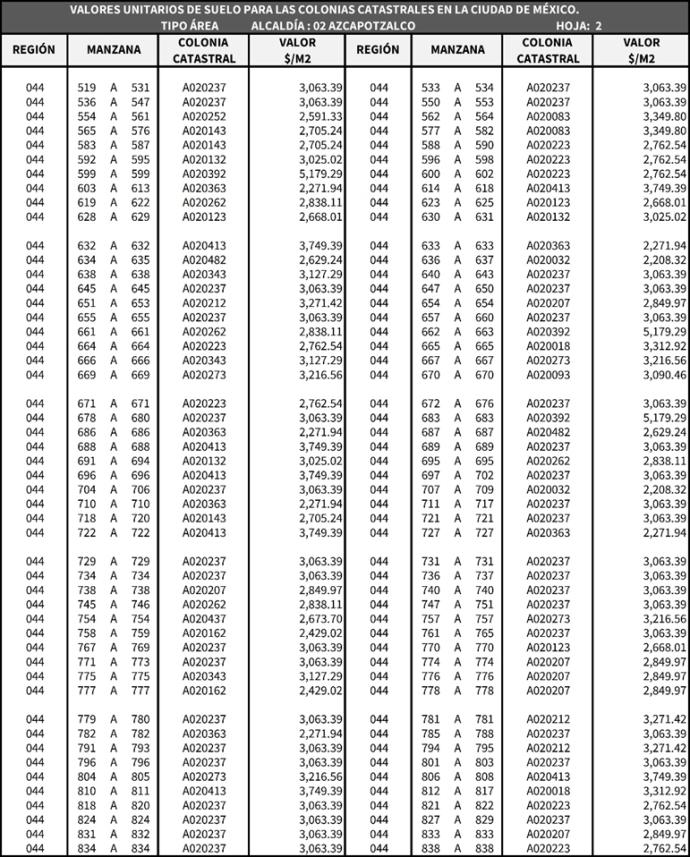 VALORES UNITARIOS DE SUELO PARA LAS COLONIAS CATASTRALES EN LA CIUDAD DE MÉXICO.
TIPO ÁREA ALCALDÍA : 02 AZCAPOTZALCO HOJA: 2
REGIÓN MANZANA COLONIA CATASTRAL VALOR $/M2 REGIÓN MANZANA COLONIA CATASTRAL VALOR $/M2
044 519 A 531 A020237 3,063.39 044 533 A 534 A020237 3,063.39
044 536 A 547 A020237 3,063.39 044 550 A 553 A020237 3,063.39
044 554 A 561 A020252 2,591.33 044 562 A 564 A020083 3,349.80
044 565 A 576 A020143 2,705.24 044 577 A 582 A020083 3,349.80
044 583 A 587 A020143 2,705.24 044 588 A 590 A020223 2,762.54
044 592 A 595 A020132 3,025.02 044 596 A 598 A020223 2,762.54
044 599 A 599 A020392 5,179.29 044 600 A 602 A020223 2,762.54
044 603 A 613 A020363 2,271.94 044 614 A 618 A020413 3,749.39
044 619 A 622 A020262 2,838.11 044 623 A 625 A020123 2,668.01
044 628 A 629 A020123 2,668.01 044 630 A 631 A020132 3,025.02
044 632 A 632 A020413 3,749.39 044 633 A 633 A020363 2,271.94
044 634 A 635 A020482 2,629.24 044 636 A 637 A020032 2,208.32
044 638 A 638 A020343 3,127.29 044 640 A 643 A020237 3,063.39
044 645 A 645 A020237 3,063.39 044 647 A 650 A020237 3,063.39
044 651 A 653 A020212 3,271.42 044 654 A 654 A020207 2,849.97
044 655 A 655 A020237 3,063.39 044 657 A 660 A020237 3,063.39
044 661 A 661 A020262 2,838.11 044 662 A 663 A020392 5,179.29
044 664 A 664 A020223 2,762.54 044 665 A 665 A020018 3,312.92
044 666 A 666 A020343 3,127.29 044 667 A 667 A020273 3,216.56
044 669 A 669 A020273 3,216.56 044 670 A 670 A020093 3,090.46
044 671 A 671 A020223 2,762.54 044 672 A 676 A020237 3,063.39
044 678 A 680 A020237 3,063.39 044 683 A 683 A020392 5,179.29
044 686 A 686 A020363 2,271.94 044 687 A 687 A020482 2,629.24
044 688 A 688 A020413 3,749.39 044 689 A 689 A020237 3,063.39
044 691 A 694 A020132 3,025.02 044 695 A 695 A020262 2,838.11
044 696 A 696 A020413 3,749.39 044 697 A 702 A020237 3,063.39
044 704 A 706 A020237 3,063.39 044 707 A 709 A020032 2,208.32
044 710 A 710 A020363 2,271.94 044 711 A 717 A020237 3,063.39
044 718 A 720 A020143 2,705.24 044 721 A 721 A020237 3,063.39
044 722 A 722 A020413 3,749.39 044 727 A 727 A020363 2,271.94
044 729 A 729 A020237 3,063.39 044 731 A 731 A020237 3,063.39
044 734 A 734 A020237 3,063.39 044 736 A 737 A020237 3,063.39
044 738 A 738 A020207 2,849.97 044 740 A 740 A020237 3,063.39
044 745 A 746 A020262 2,838.11 044 747 A 751 A020237 3,063.39
044 754 A 754 A020437 2,673.70 044 757 A 757 A020273 3,216.56
044 758 A 759 A020162 2,429.02 044 761 A 765 A020237 3,063.39
044 767 A 769 A020237 3,063.39 044 770 A 770 A020123 2,668.01
044 771 A 773 A020237 3,063.39 044 774 A 774 A020207 2,849.97
044 775 A 775 A020343 3,127.29 044 776 A 776 A020207 2,849.97
044 777 A 777 A020162 2,429.02 044 778 A 778 A020207 2,849.97
044 779 A 780 A020237 3,063.39 044 781 A 781 A020212 3,271.42
044 782 A 782 A020363 2,271.94 044 785 A 788 A020237 3,063.39
044 791 A 793 A020237 3,063.39 044 794 A 795 A020212 3,271.42
044 796 A 796 A020237 3,063.39 044 801 A 803 A020237 3,063.39
044 804 A 805 A020273 3,216.56 044 806 A 808 A020413 3,749.39
044 810 A 811 A020413 3,749.39 044 812 A 817 A020018 3,312.92
044 818 A 820 A020237 3,063.39 044 821 A 822 A020223 2,762.54
044 824 A 824 A020237 3,063.39 044 827 A 829 A020237 3,063.39
044 831 A 832 A020237 3,063.39 044 833 A 833 A020207 2,849.97
044 834 A 834 A020237 3,063.39 044 838 A 838 A020223 2,762.54